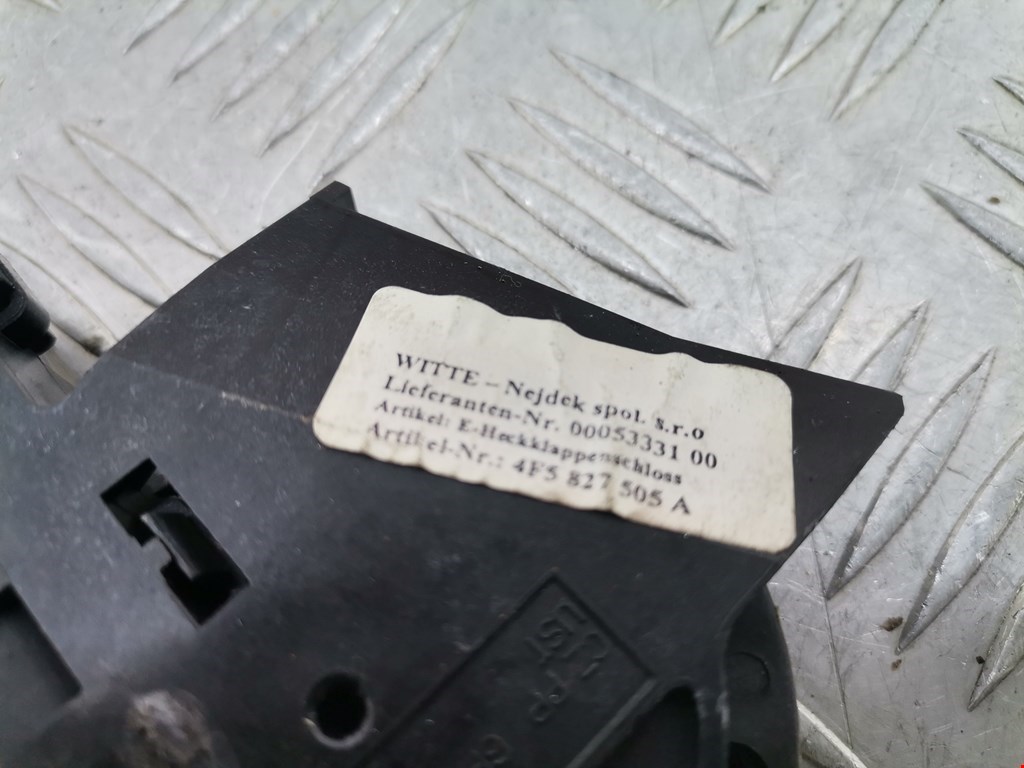 WITTE - Nejdek spol. s.r.o
Lieferanten-Nr. 00053331 00
Artikel: E-Heckklappenschloss
Artikel-Nr.: 4F5 827 505 A